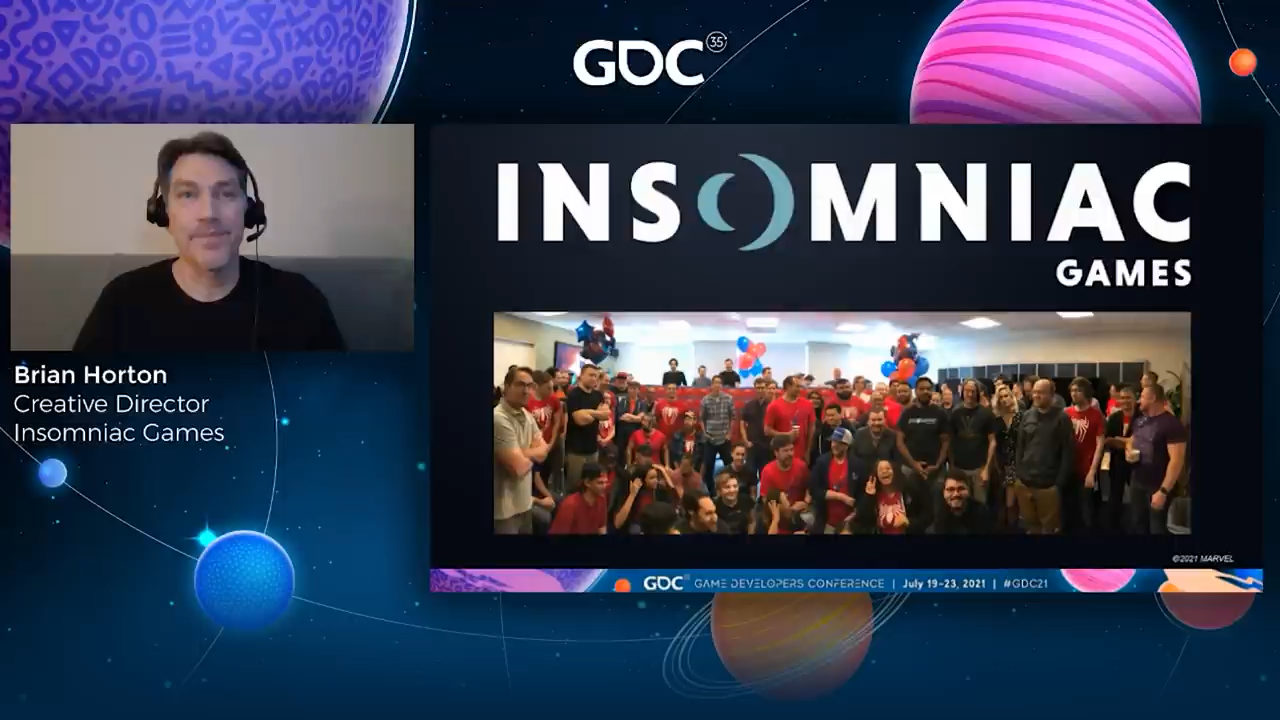 GDC 35
Brian Horton
Creative Director
Insomniac Games
INSOMNIAC
GAMES
©2021 MARVEL
GDC GAME DEVELOPERS CONFERENCE | July 19-23, 2021 | #GDC21